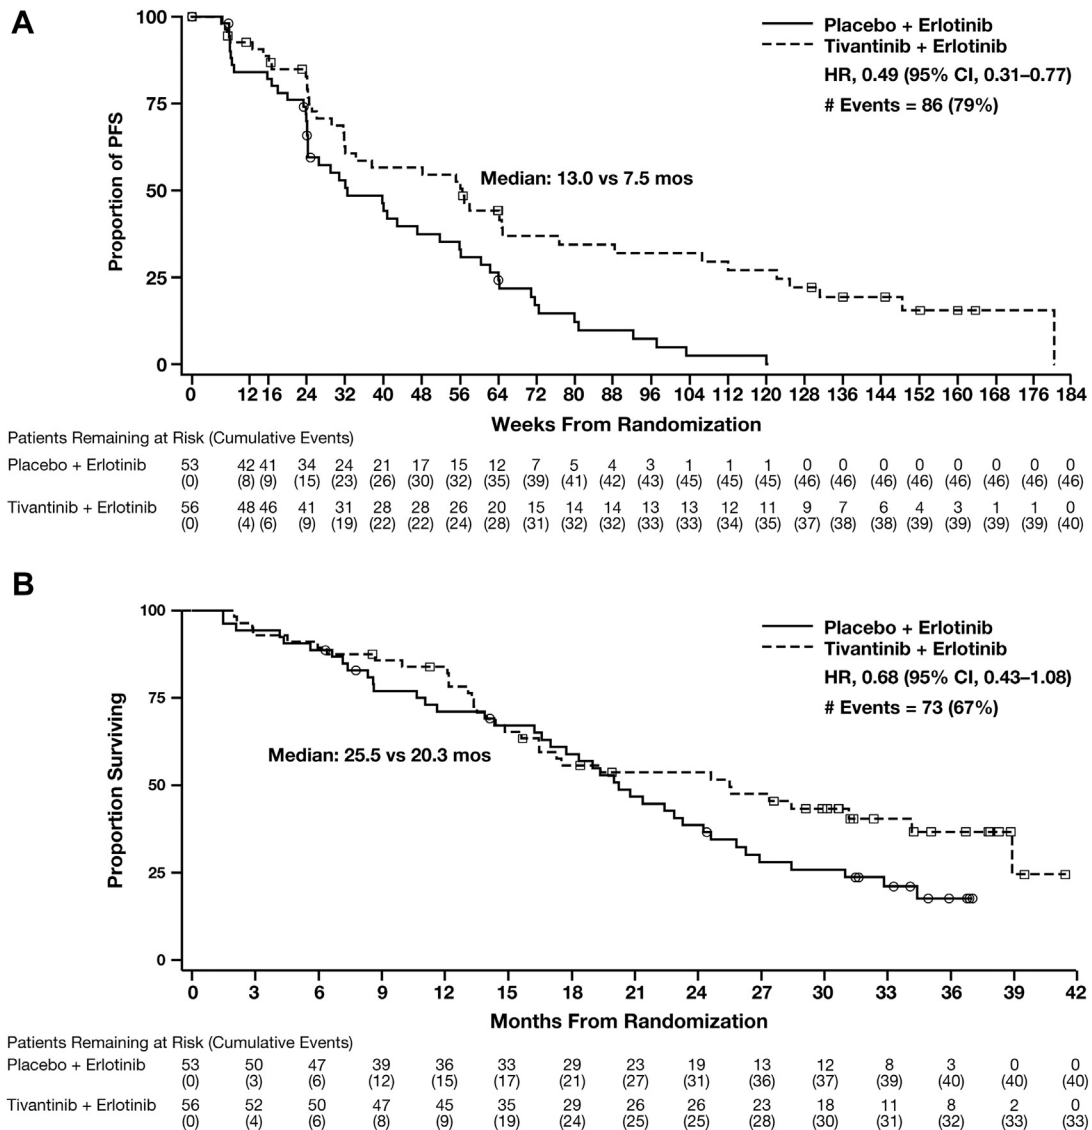 A
Placebo + Erlotinib
Tivantinib + Erlotinib
HR, 0.49 (95% CI, 0.31–0.77)
# Events = 86 (79%)
Median: 13.0 vs 7.5 mos
Proportion of PFS
100
75
50
25
0
0 12 16 24 32 40 48 56 64 72 80 88 96 104 112 120 128 136 144 152 160 168 176 184
Weeks From Randomization
Patients Remaining at Risk (Cumulative Events)
Placebo + Erlotinib 53 42 41 34 24 21 17 15 12 7 5 4 3 1 1 1 0 0 0 0 0 0 0 0
(0) (8) (9) (15) (23) (26) (30) (32) (35) (39) (41) (42) (43) (45) (45) (45) (46) (46) (46) (46) (46) (46) (46) (46)
Tivantinib + Erlotinib 56 48 46 41 31 28 28 26 20 15 14 14 13 13 12 11 9 7 6 4 3 1 1 0
(0) (4) (6) (9) (19) (22) (22) (24) (28) (31) (32) (32) (33) (33) (34) (35) (37) (38) (38) (39) (39) (39) (39) (40)
B
Placebo + Erlotinib
Tivantinib + Erlotinib
HR, 0.68 (95% CI, 0.43–1.08)
# Events = 73 (67%)
Median: 25.5 vs 20.3 mos
Proportion Surviving
100
75
50
25
0
0 3 6 9 12 15 18 21 24 27 30 33 36 39 42
Months From Randomization
Patients Remaining at Risk (Cumulative Events)
Placebo + Erlotinib 53 50 47 39 36 33 29 23 19 13 12 8 3 0 0
(0) (3) (6) (12) (15) (17) (21) (27) (31) (36) (37) (39) (40) (40) (40)
Tivantinib + Erlotinib 56 52 50 47 45 35 29 26 26 23 18 11 8 2 0
(0) (4) (6) (8) (9) (19) (24) (25) (25) (28) (30) (31) (32) (33) (33)